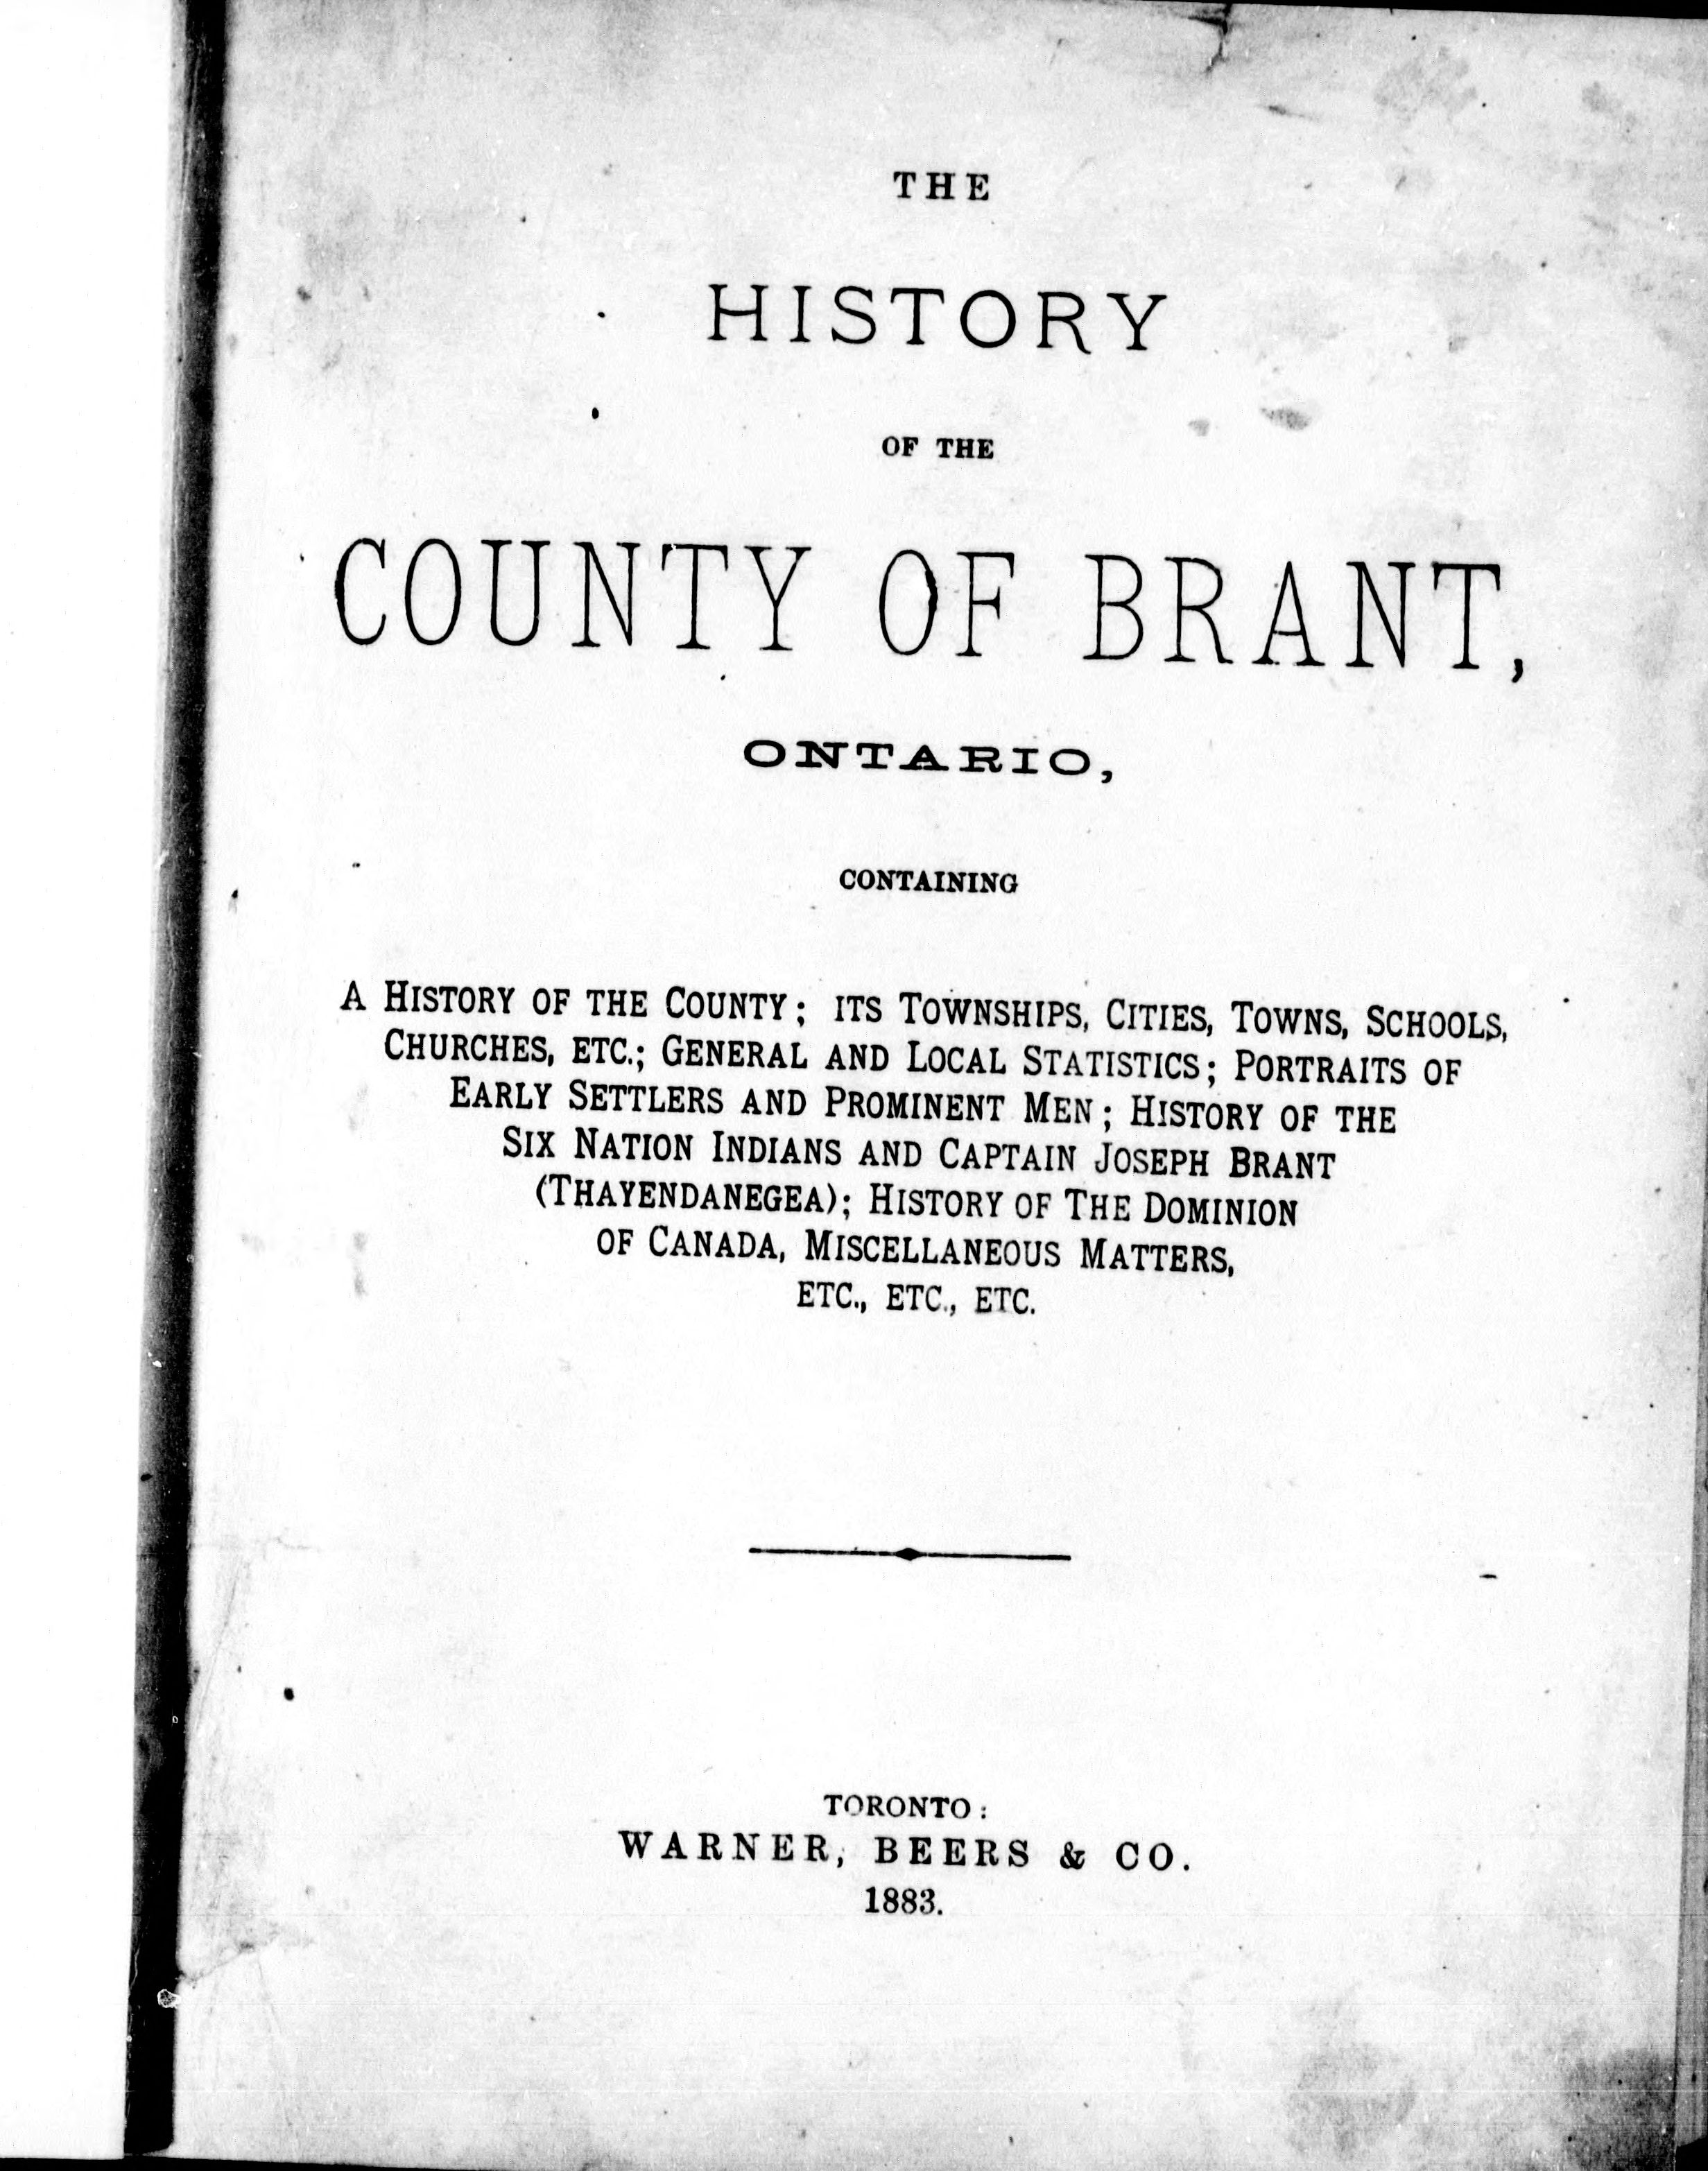 THE
HISTORY
OF THE
COUNTY OF BRANT,
ONTARIO,
CONTAINING
A HISTORY OF THE COUNTY; ITS TOWNSHIPS, CITIES, TOWNS, SCHOOLS,
CHURCHES, ETC.; GENERAL AND LOCAL STATISTICS; PORTRAITS OF
EARLY SETTLERS AND PROMINENT MEN; HISTORY OF THE
SIX NATION INDIANS AND CAPTAIN JOSEPH BRANT
(THAYENDANEGEA); HISTORY OF THE DOMINION
OF CANADA, MISCELLANEOUS MATTERS,
ETC., ETC., ETC.
TORONTO:
WARNER, BEERS & CO.
1883.